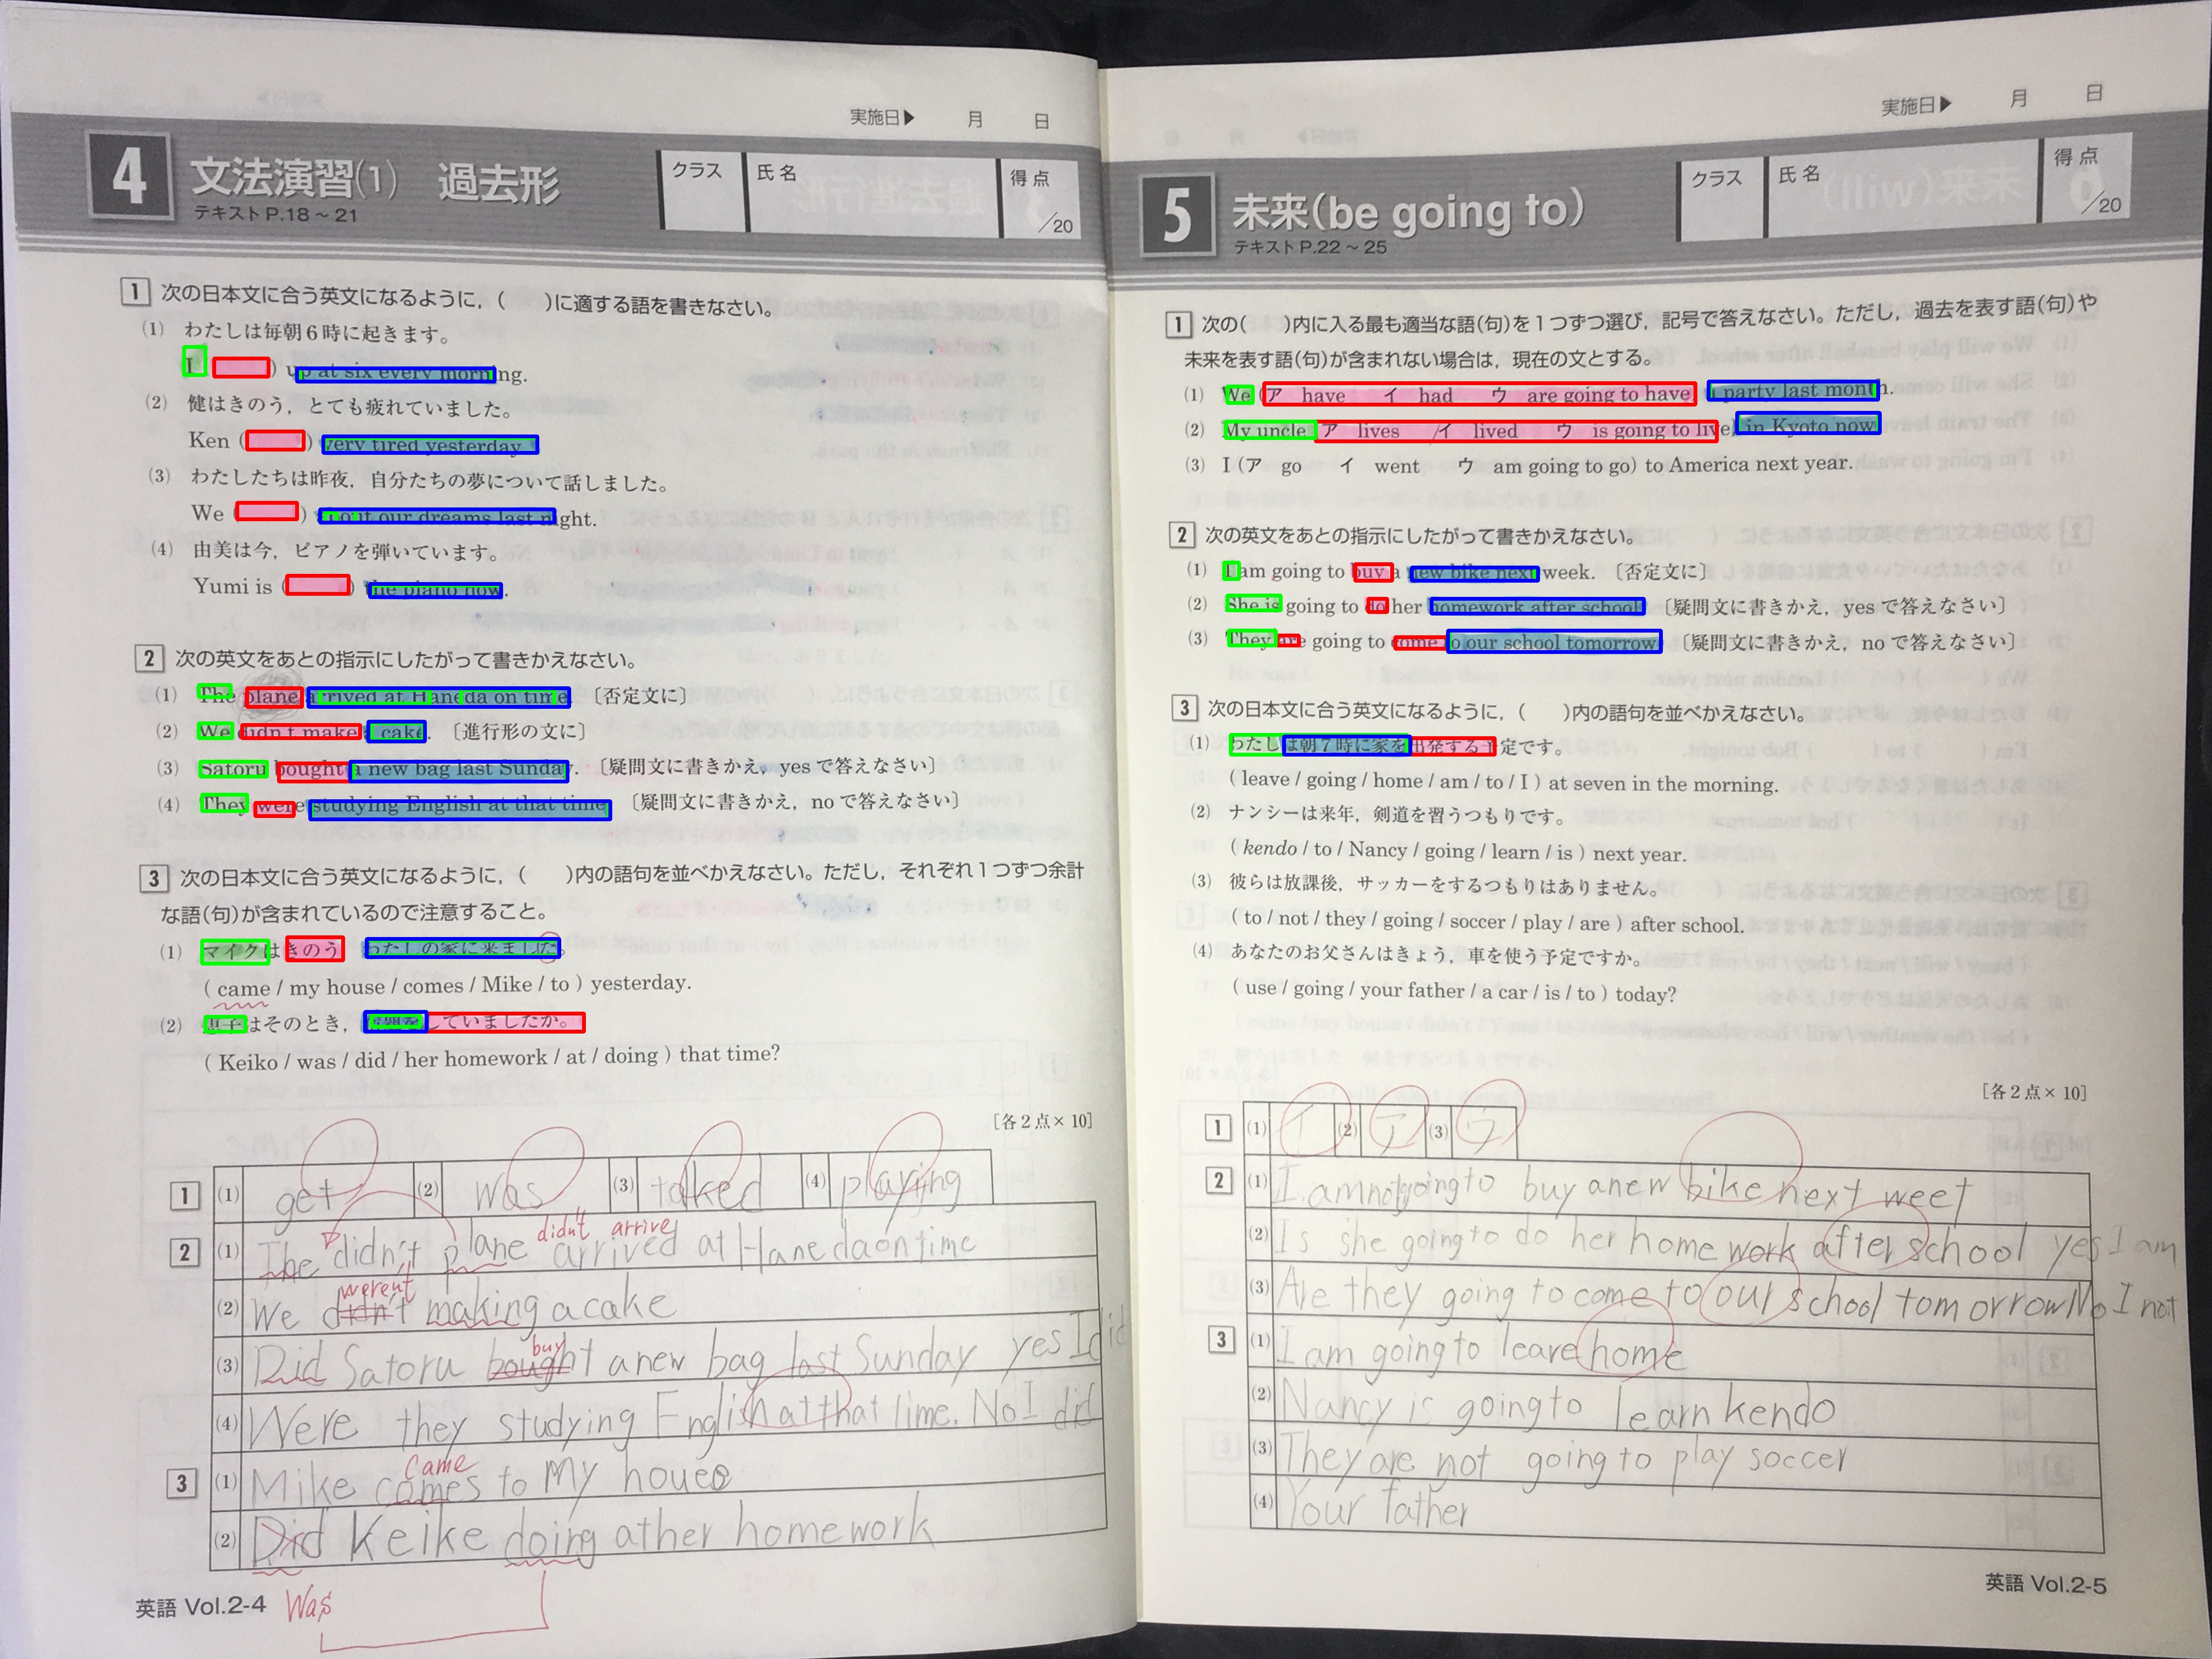 実施日▶ 月 日
4 文法演習(1) 過去形
テキストP.18～21
クラス 氏名 得点 /20
1 次の日本文に合う英文になるように，( )に適する語を書きなさい。
(1) わたしは毎朝6時に起きます。
I ) up at six every morning.
(2) 健はきのう，とても疲れていました。
Ken ( ) very tired yesterday.
(3) わたしたちは昨夜，自分たちの夢について話しました。
We ( ) about our dreams last night.
(4) 由美は今，ピアノを弾いています。
Yumi is ( ) the piano now.
2 次の英文をあとの指示にしたがって書きかえなさい。
(1) The plane arrived at Haneda on time. 〔否定文に〕
(2) We didn't make a cake. 〔進行形の文に〕
(3) Satoru bought a new bag last Sunday. 〔疑問文に書きかえ，yesで答えなさい〕
(4) They were studying English at that time. 〔疑問文に書きかえ，noで答えなさい〕
3 次の日本文に合う英文になるように，( )内の語句を並べかえなさい。ただし，それぞれ1つずつ余計
な語(句)が含まれているので注意すること。
(1) マイクはきのう わたしの家に来ました。
( came / my house / comes / Mike / to ) yesterday.
(2) 恵子はそのとき，宿題をしていましたか。
( Keiko / was / did / her homework / at / doing ) that time?
[各2点×10]
1 (1) get (2) was (3) talked (4) playing
didn't arrive
2 (1) The didn't plane arrived at Haneda on time
weren't
(2) We didn't making a cake
buy
(3) Did Satoru bought a new bag last Sunday yes I did
(4) Were they studying English at that time. No I did
came
3 (1) Mike comes to My
(2) Did Keike doing at her homework
英語 Vol.2-4 Was
実施日▶ 月 日
5 未来(be going to)
テキストP.22～25
クラス 氏名 得点 /20
1 次の( )内に入る最も適当な語(句)を1つずつ選び，記号で答えなさい。ただし，過去を表す語(句)や
未来を表す語(句)が含まれない場合は，現在の文とする。
(1) We (ア have イ had ウ are going to have) a party last month.
(2) My uncle (ア lives イ lived ウ is going to live) in Kyoto now.
(3) I (ア go イ went ウ am going to go) to America next year.
2 次の英文をあとの指示にしたがって書きかえなさい。
(1) I am going to buy a new bike next week. 〔否定文に〕
(2) She is going to do her homework after school. 〔疑問文に書きかえ，yesで答えなさい〕
(3) They are going to come to our school tomorrow. 〔疑問文に書きかえ，noで答えなさい〕
3 次の日本文に合う英文になるように，( )内の語句を並べかえなさい。
(1) わたしは朝7時に家を出発する予定です。
( leave / going / home / am / to / I ) at seven in the morning.
(2) ナンシーは来年，剣道を習うつもりです。
( kendo / to / Nancy / going / learn / is ) next year.
(3) 彼らは放課後，サッカーをするつもりはありません。
( to / not / they / going / soccer / play / are ) after school.
(4) あなたのお父さんはきょう，車を使う予定ですか。
( use / going / your father / a car / is / to ) today?
[各2点×10]
1 (1) イ (2) ア (3) ウ
2 (1) I am not going to buy a new bike next weet
(2) Is she going to do her home work after school yes I am
(3) Are they going to come to our school tomorrow No I not
3 (1) I am going to leave home
(2) Nancy is going to learn kendo
(3) They are not going to play soccer
(4) Your father
英語 Vol.2-5